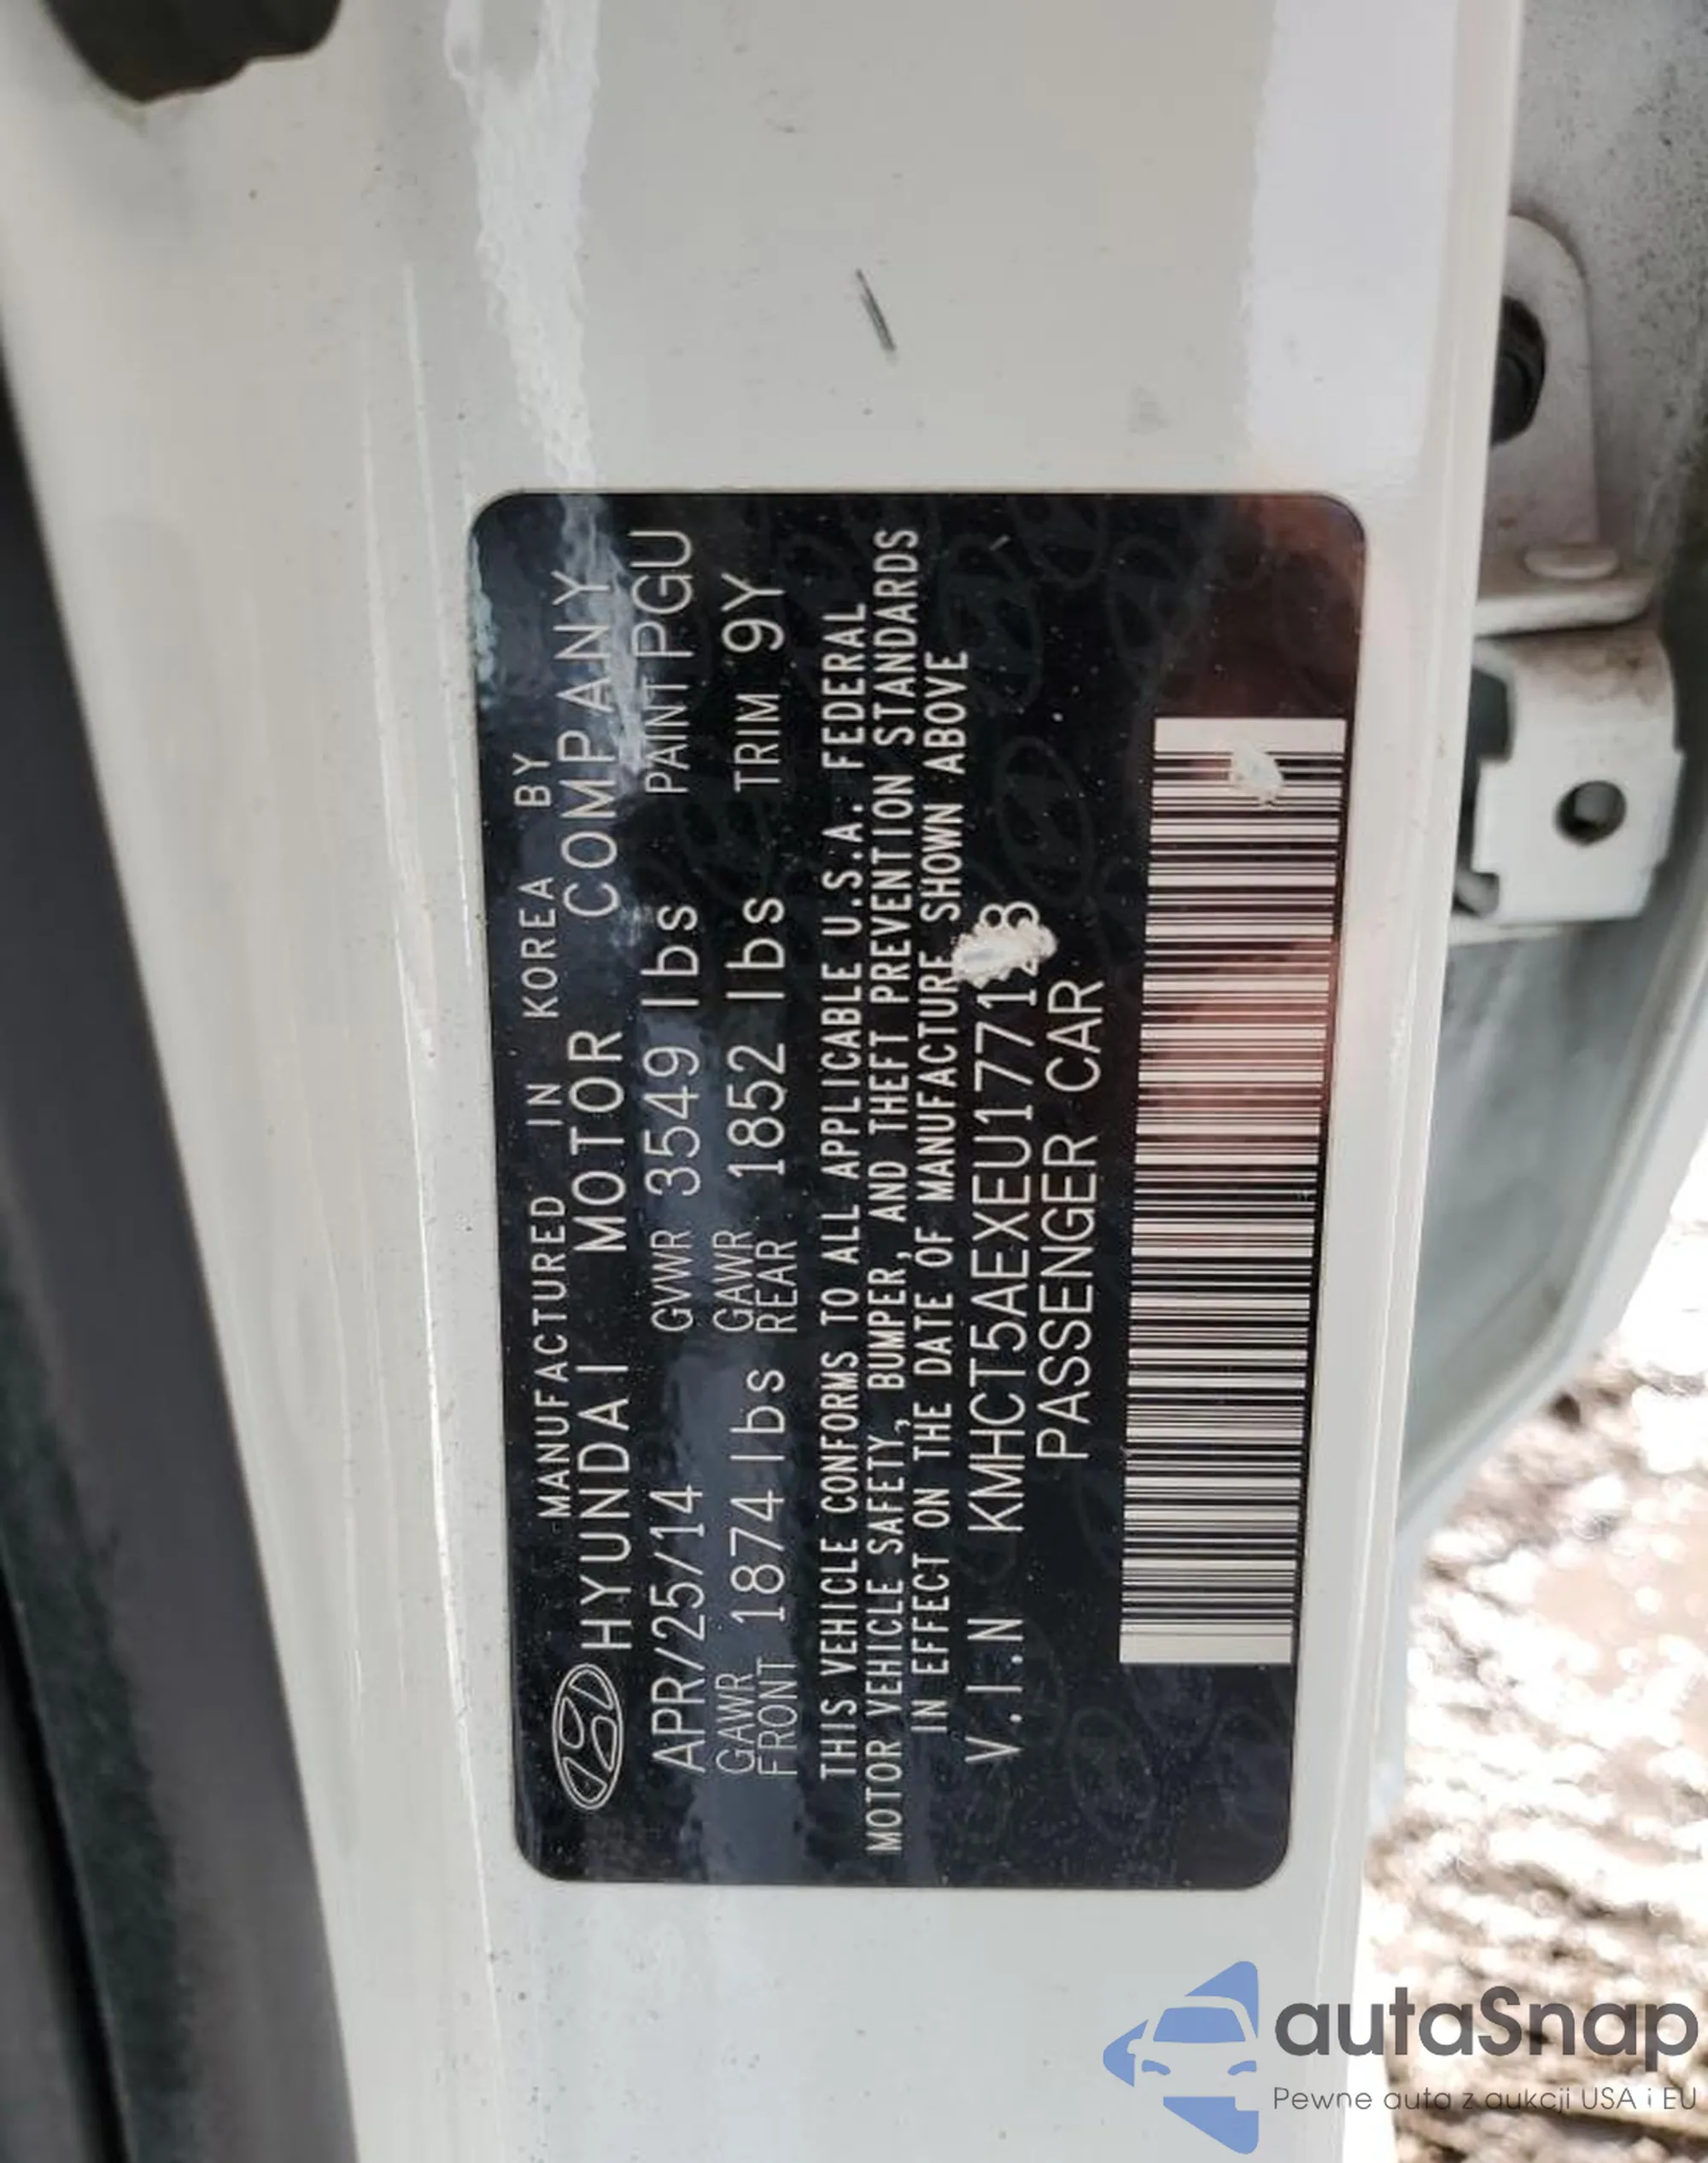 MANUFACTURED IN KOREA BY
HYUNDAI MOTOR COMPANY
APR/25/14 GVWR 3549 lbs PAINT PGU
GAWR FRONT 1874 lbs GAWR REAR 1852 lbs TRIM 9Y
THIS VEHICLE CONFORMS TO ALL APPLICABLE U.S.A. FEDERAL
MOTOR VEHICLE SAFETY, BUMPER, AND THEFT PREVENTION STANDARDS
IN EFFECT ON THE DATE OF MANUFACTURE SHOWN ABOVE
V.I.N KMHCT5AEXEU177128
PASSENGER CAR
autaSnap
Pewne auta z aukcji USA i EU